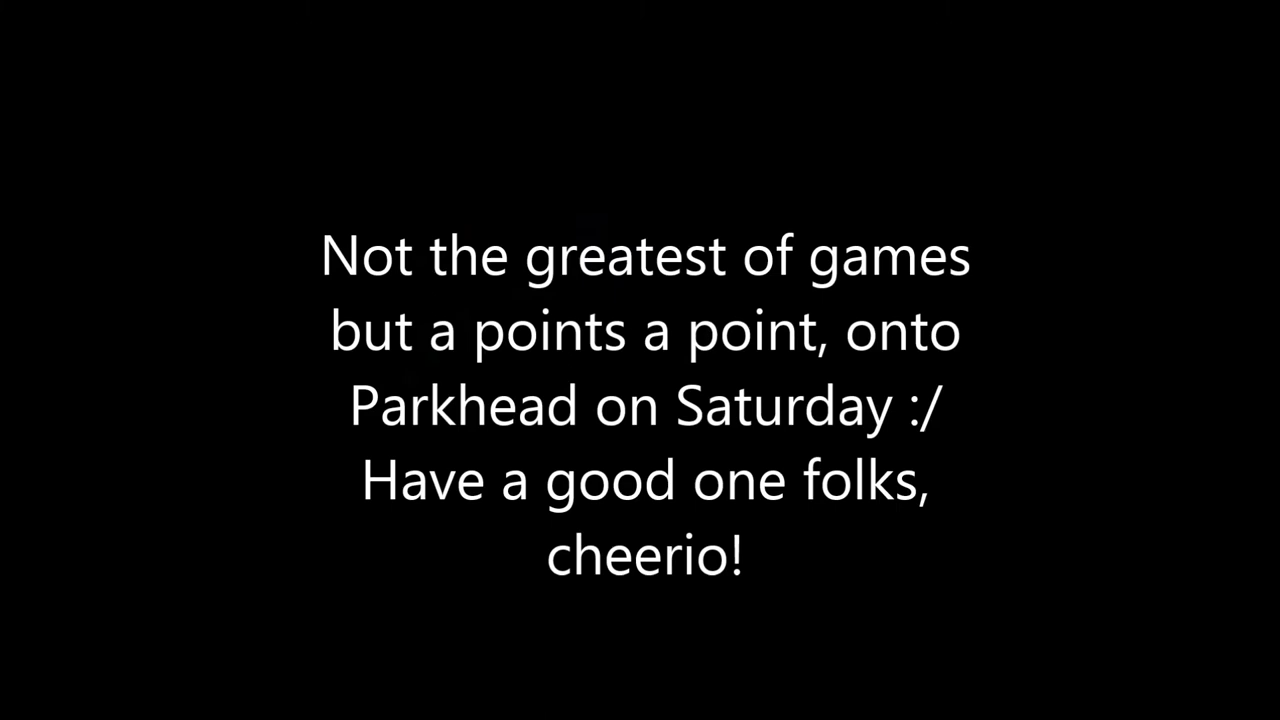 Not the greatest of games
but a points a point, onto
Parkhead on Saturday :/
Have a good one folks,
cheerio!